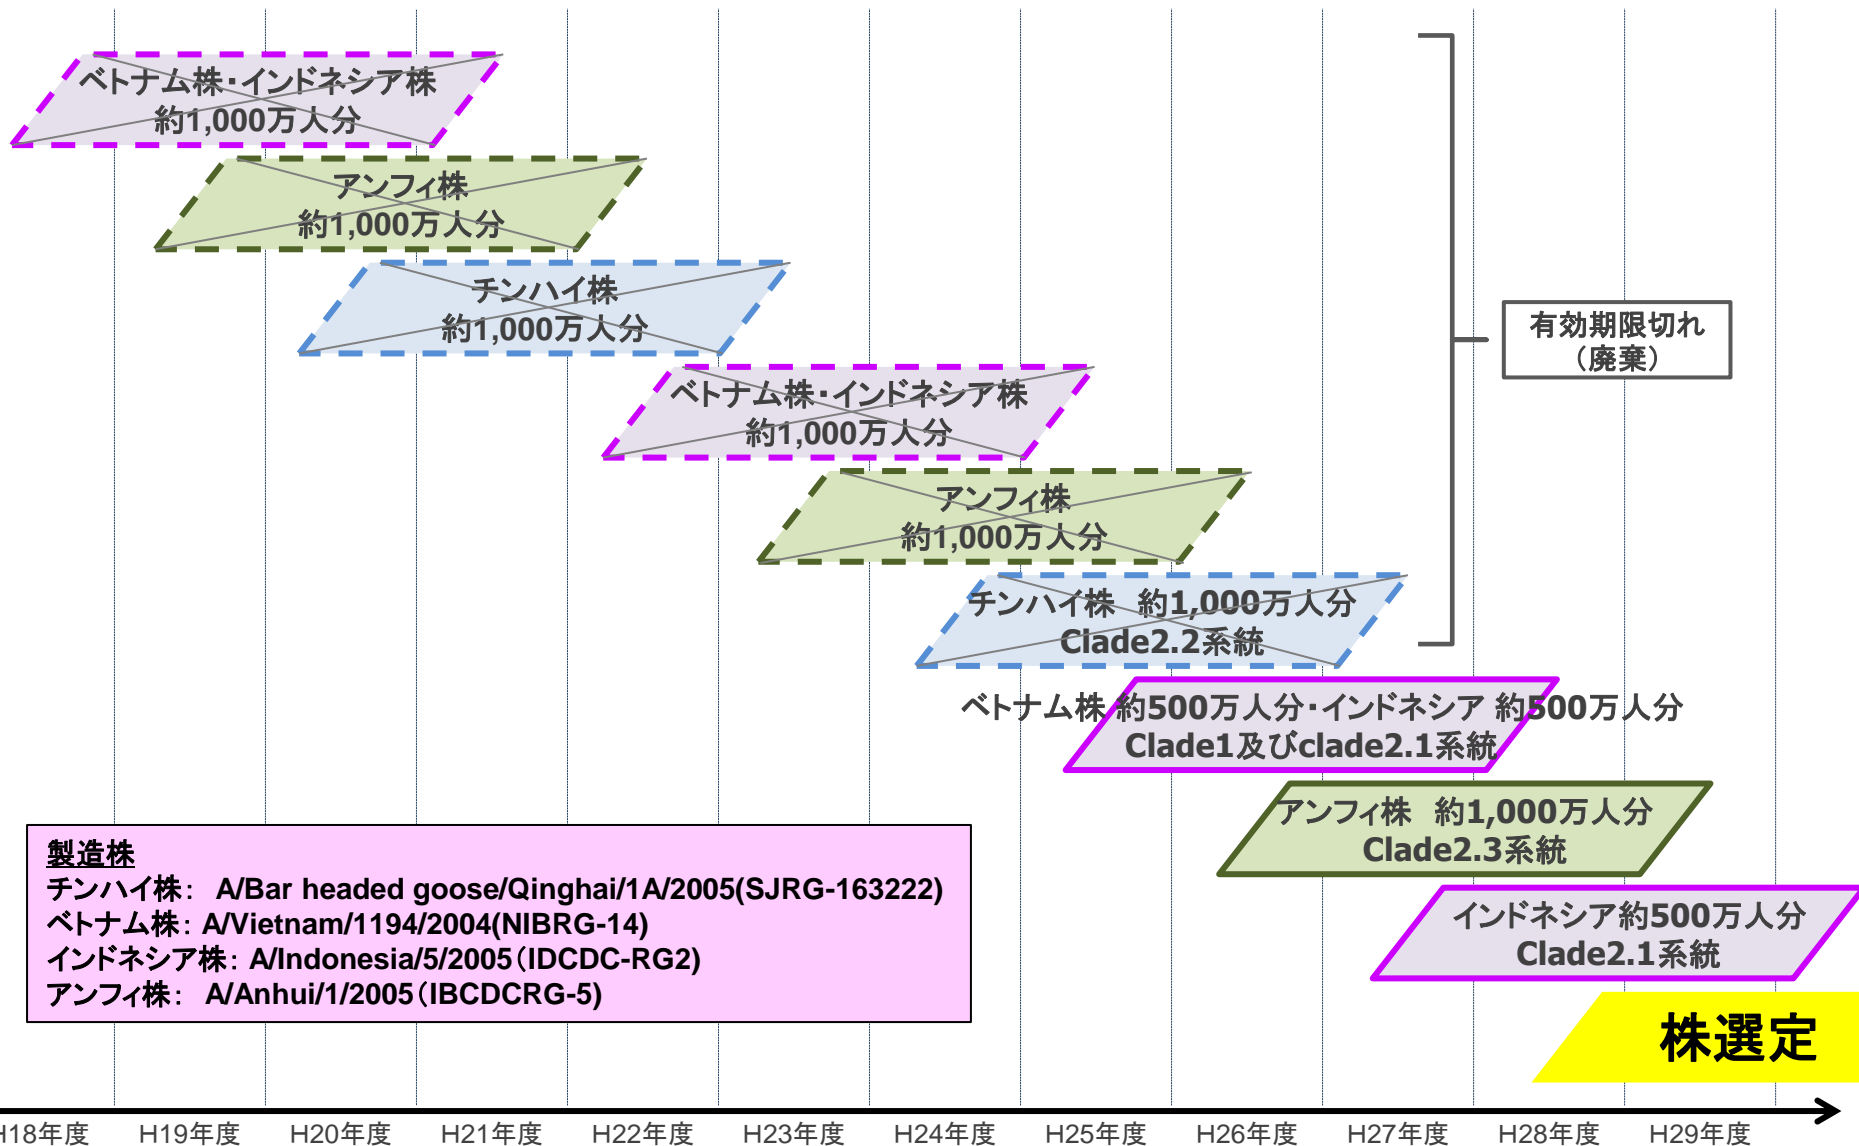 ベトナム株・インドネシア株
約1,000万人分
アンフィ株
約1,000万人分
チンハイ株
約1,000万人分
ベトナム株・インドネシア株
約1,000万人分
アンフィ株
約1,000万人分
チンハイ株　約1,000万人分
Clade2.2系統
有効期限切れ
（廃棄）
ベトナム株 約500万人分・インドネシア 約500万人分
Clade1及びclade2.1系統
アンフィ株　約1,000万人分
Clade2.3系統
インドネシア約500万人分
Clade2.1系統
株選定
製造株
チンハイ株：　A/Bar headed goose/Qinghai/1A/2005(SJRG-163222)
ベトナム株：A/Vietnam/1194/2004(NIBRG-14)
インドネシア株：A/Indonesia/5/2005（IDCDC-RG2)
アンフィ株：　A/Anhui/1/2005（IBCDCRG-5)
H18年度　H19年度　H20年度　H21年度　H22年度　H23年度　H24年度　H25年度　H26年度　H27年度　H28年度　H29年度